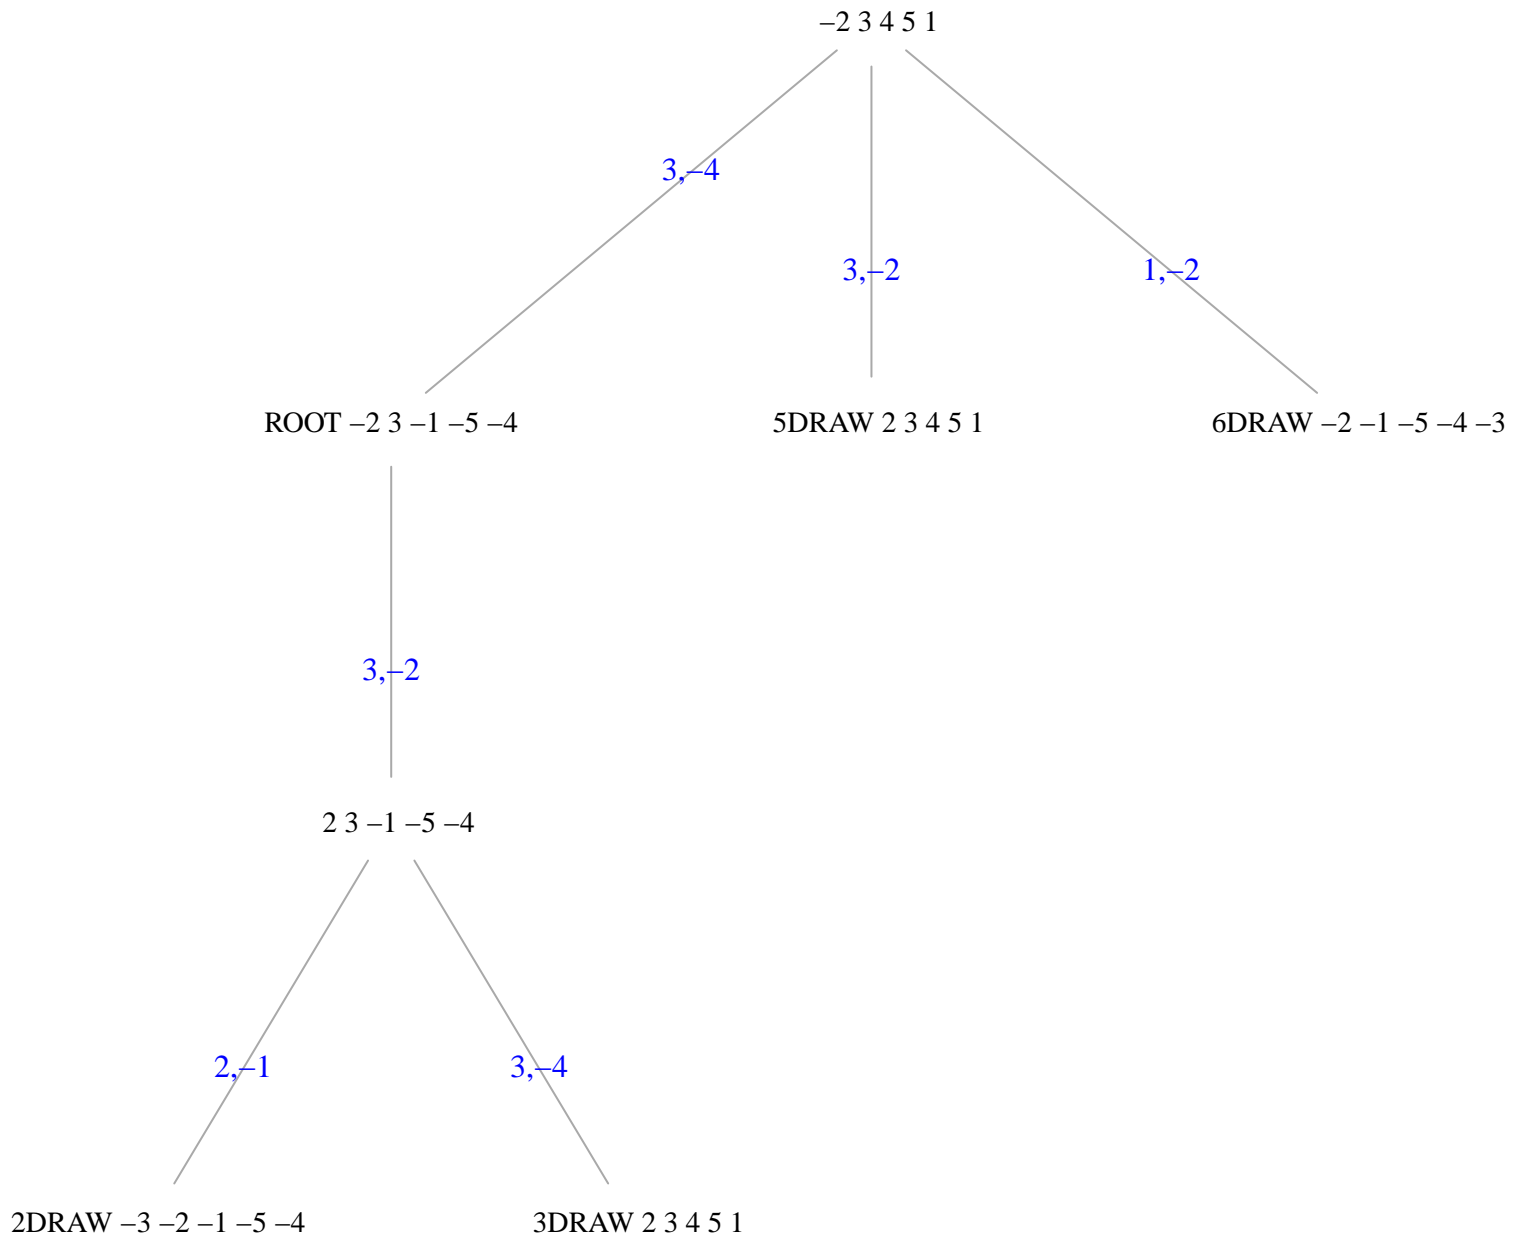 –2 3 4 5 1
3,–4
3,–2
1,–2
ROOT –2 3 –1 –5 –4
5DRAW 2 3 4 5 1
6DRAW –2 –1 –5 –4 –3
3,–2
2 3 –1 –5 –4
2,–1
3,–4
2DRAW –3 –2 –1 –5 –4
3DRAW 2 3 4 5 1